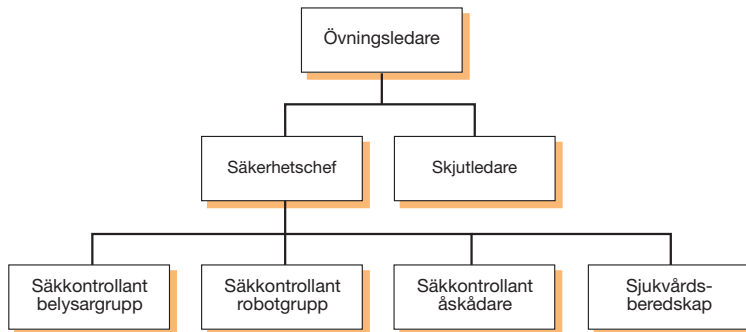 Övningsledare
Säkerhetschef
Skjutledare
Säkkontrollant
belysargrupp
Säkkontrollant
robotgrupp
Säkkontrollant
åskådare
Sjukvårds-
beredskap